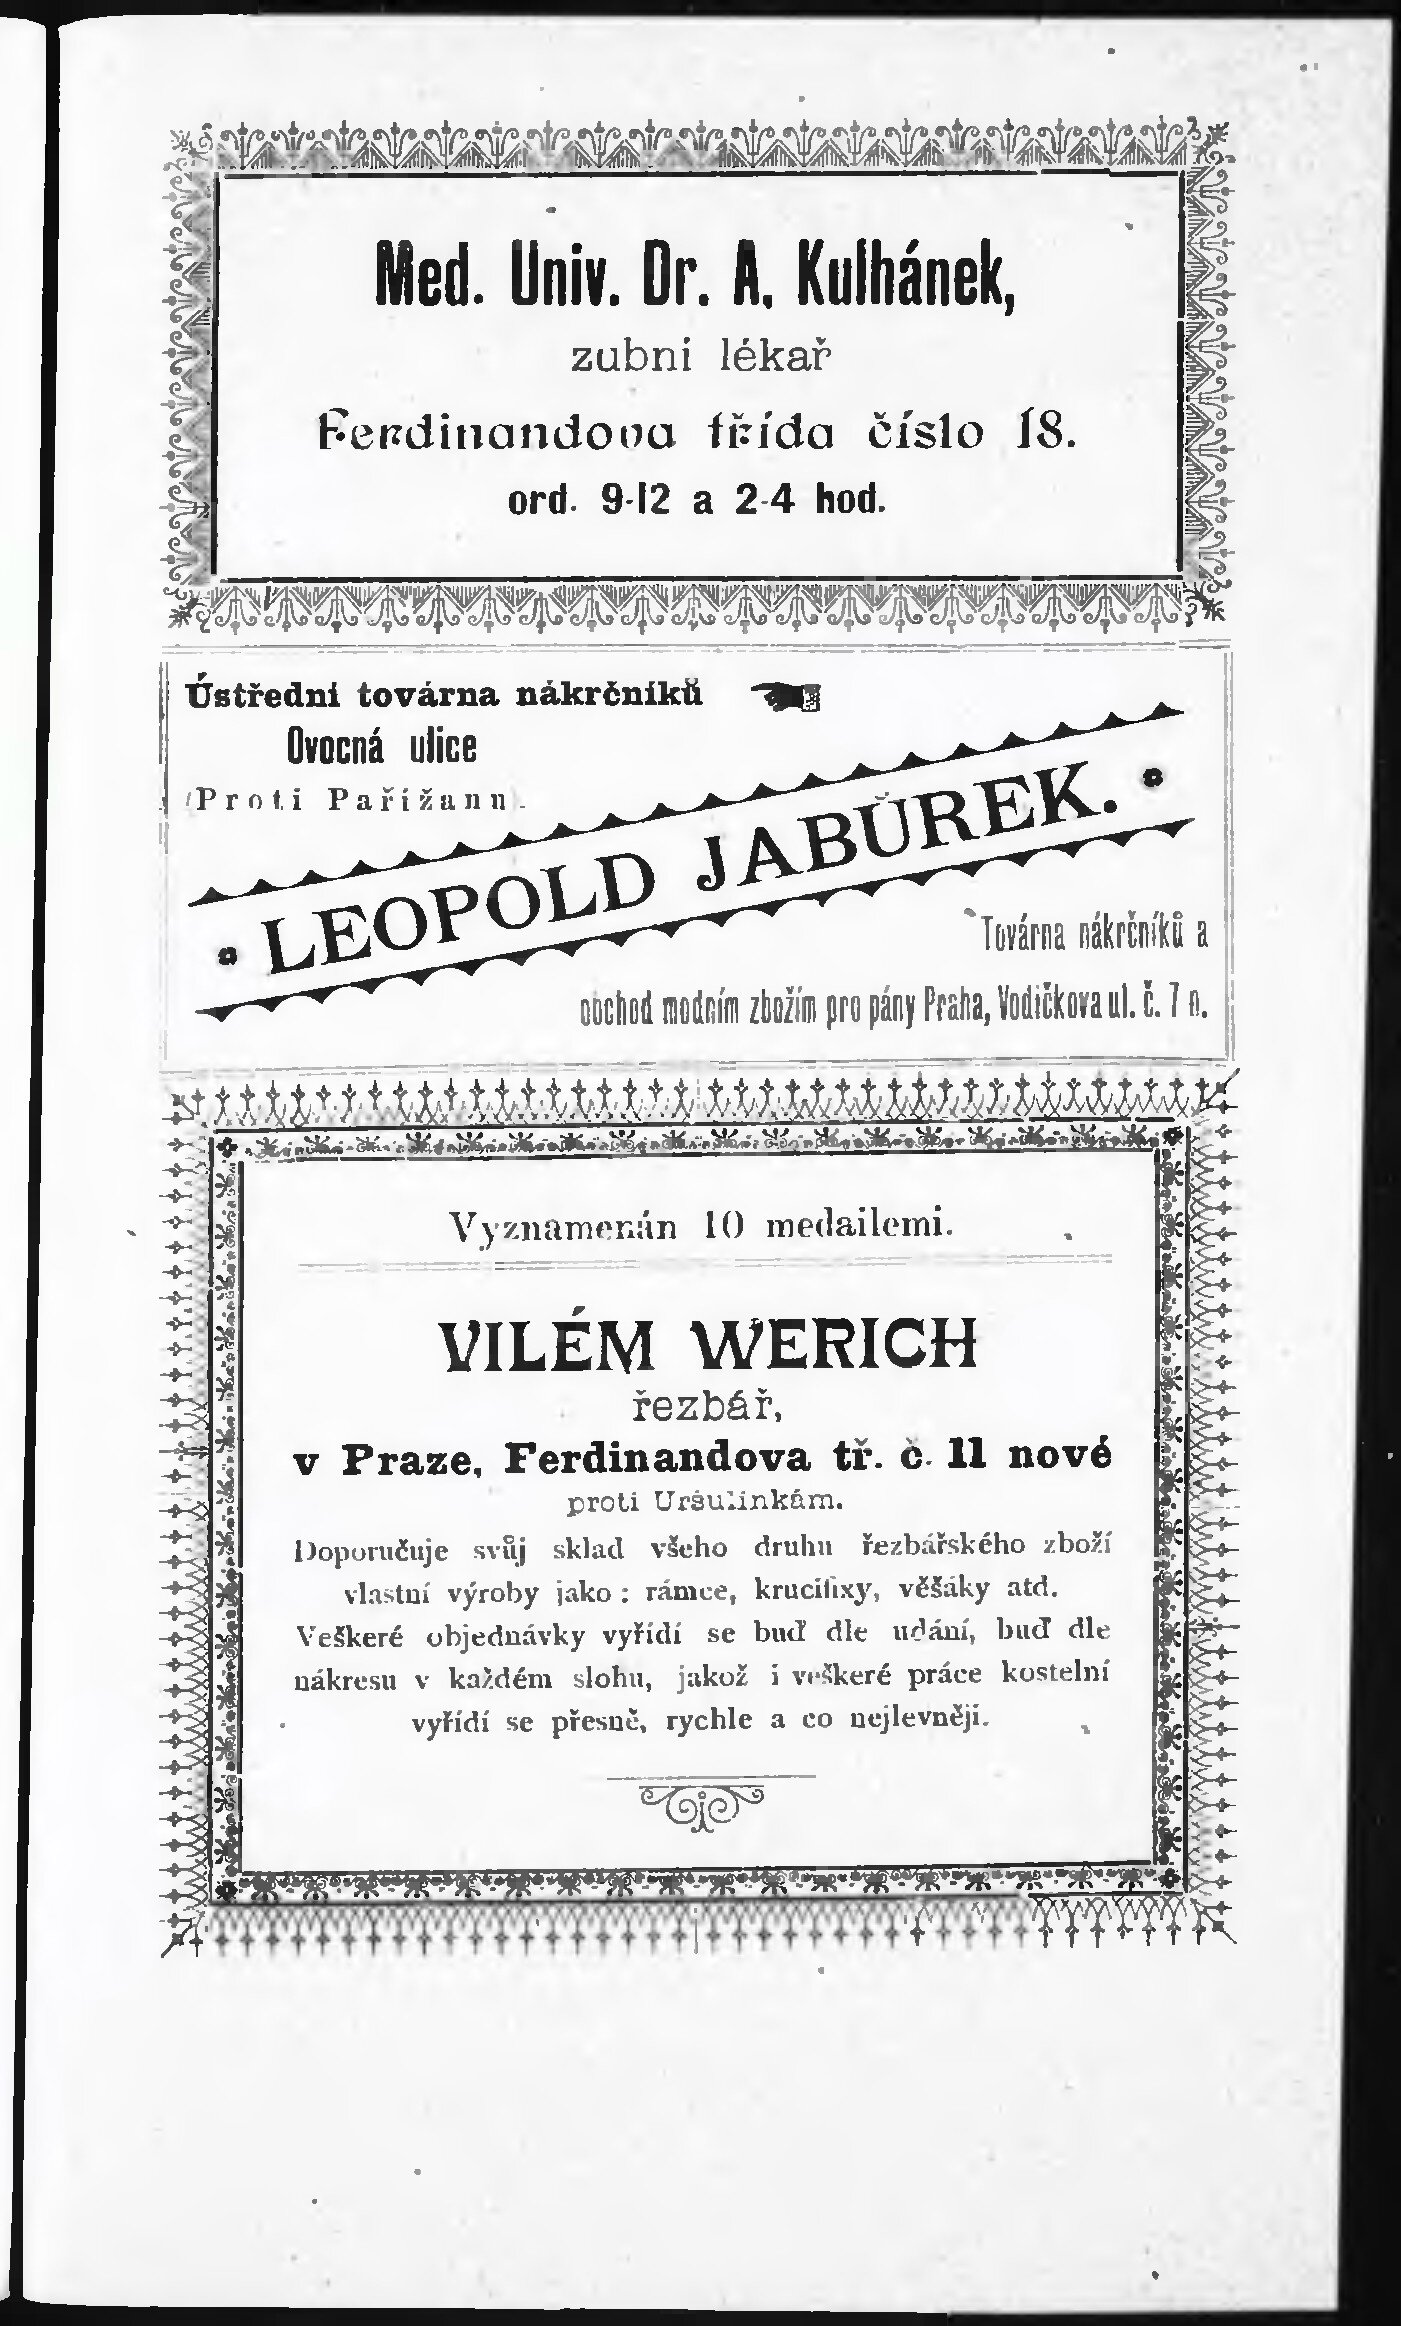 Med. Univ. Dr. A. Kulhánek,
zubni lékař
Ferdinandova třída číslo 18.
ord. 9-12 a 2-4 hod.
Ústřední továrna nákrčníků
Ovocná ulice
Proti Pařížanu.
LEOPOLD JABŮREK.
Továrna nákrčníků a
obchod modním zbožím pro pány Praha, Vodičkova ul. č. 7 n.
Vyznamenán 10 medailemi.
VILÉM WERICH
řezbář,
v Praze, Ferdinandova tř. č. 11 nové
proti Uršulinkám.
Doporučuje svůj sklad všeho druhu řezbářského zboží
vlastní výroby jako: rámce, krucifixy, věšáky atd.
Veškeré objednávky vyřídí se buď dle udání, buď dle
nákresu v každém slohu, jakož i veškeré práce kostelní
vyřídí se přesně, rychle a co nejlevněji.